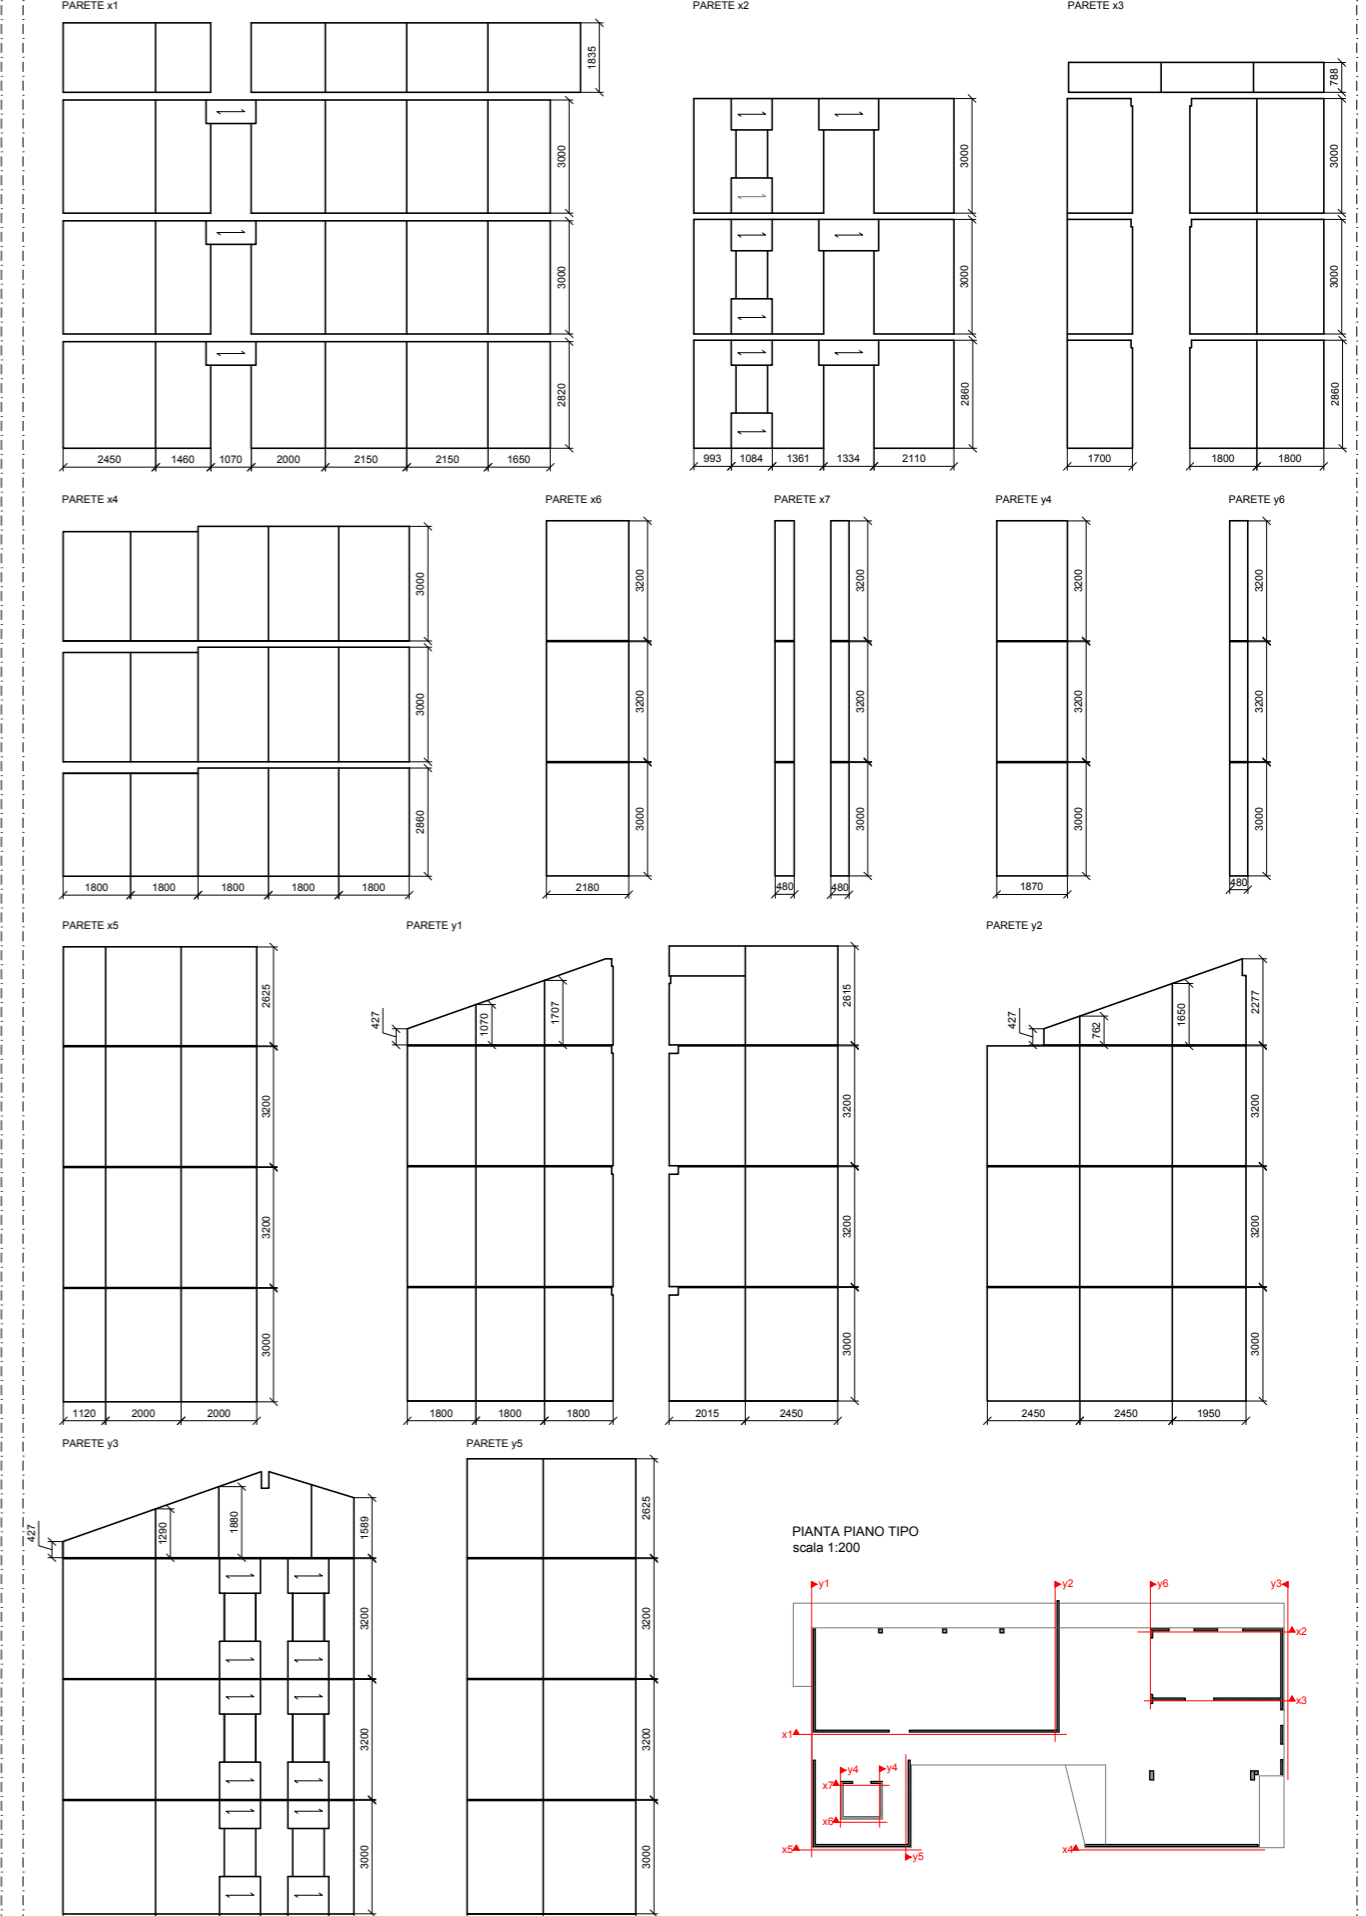 PARETE x1
PARETE x2
PARETE x3
1835
788
3000
3000
3000
3000
3000
3000
2820
2860
2860
2450 1460 1070 2000 2150 2150 1650
993 1084 1361 1334 2110
1700 1800 1800
PARETE x4
PARETE x6
PARETE x7
PARETE y4
PARETE y6
3000
3000
2860
1800 1800 1800 1800 1800
3200
3200
3000
2180
3200
3200
3000
480 480
3200
3200
3000
1870
3200
3200
3000
480
PARETE x5
PARETE y1
PARETE y2
2625
3200
3200
3000
1120 2000 2000
427
1070
1707
1800 1800 1800
2615
3200
3200
3000
2015 2450
427
762
1650
2277
3200
3200
3000
2450 2450 1950
PARETE y3
PARETE y5
427
1290
1880
1589
3200
3200
3000
2625
3200
3200
3000
PIANTA PIANO TIPO
scala 1:200
y1
y2
y6
y3
x2
x3
x1
y4
y4
x7
x6
x5
y5
x4